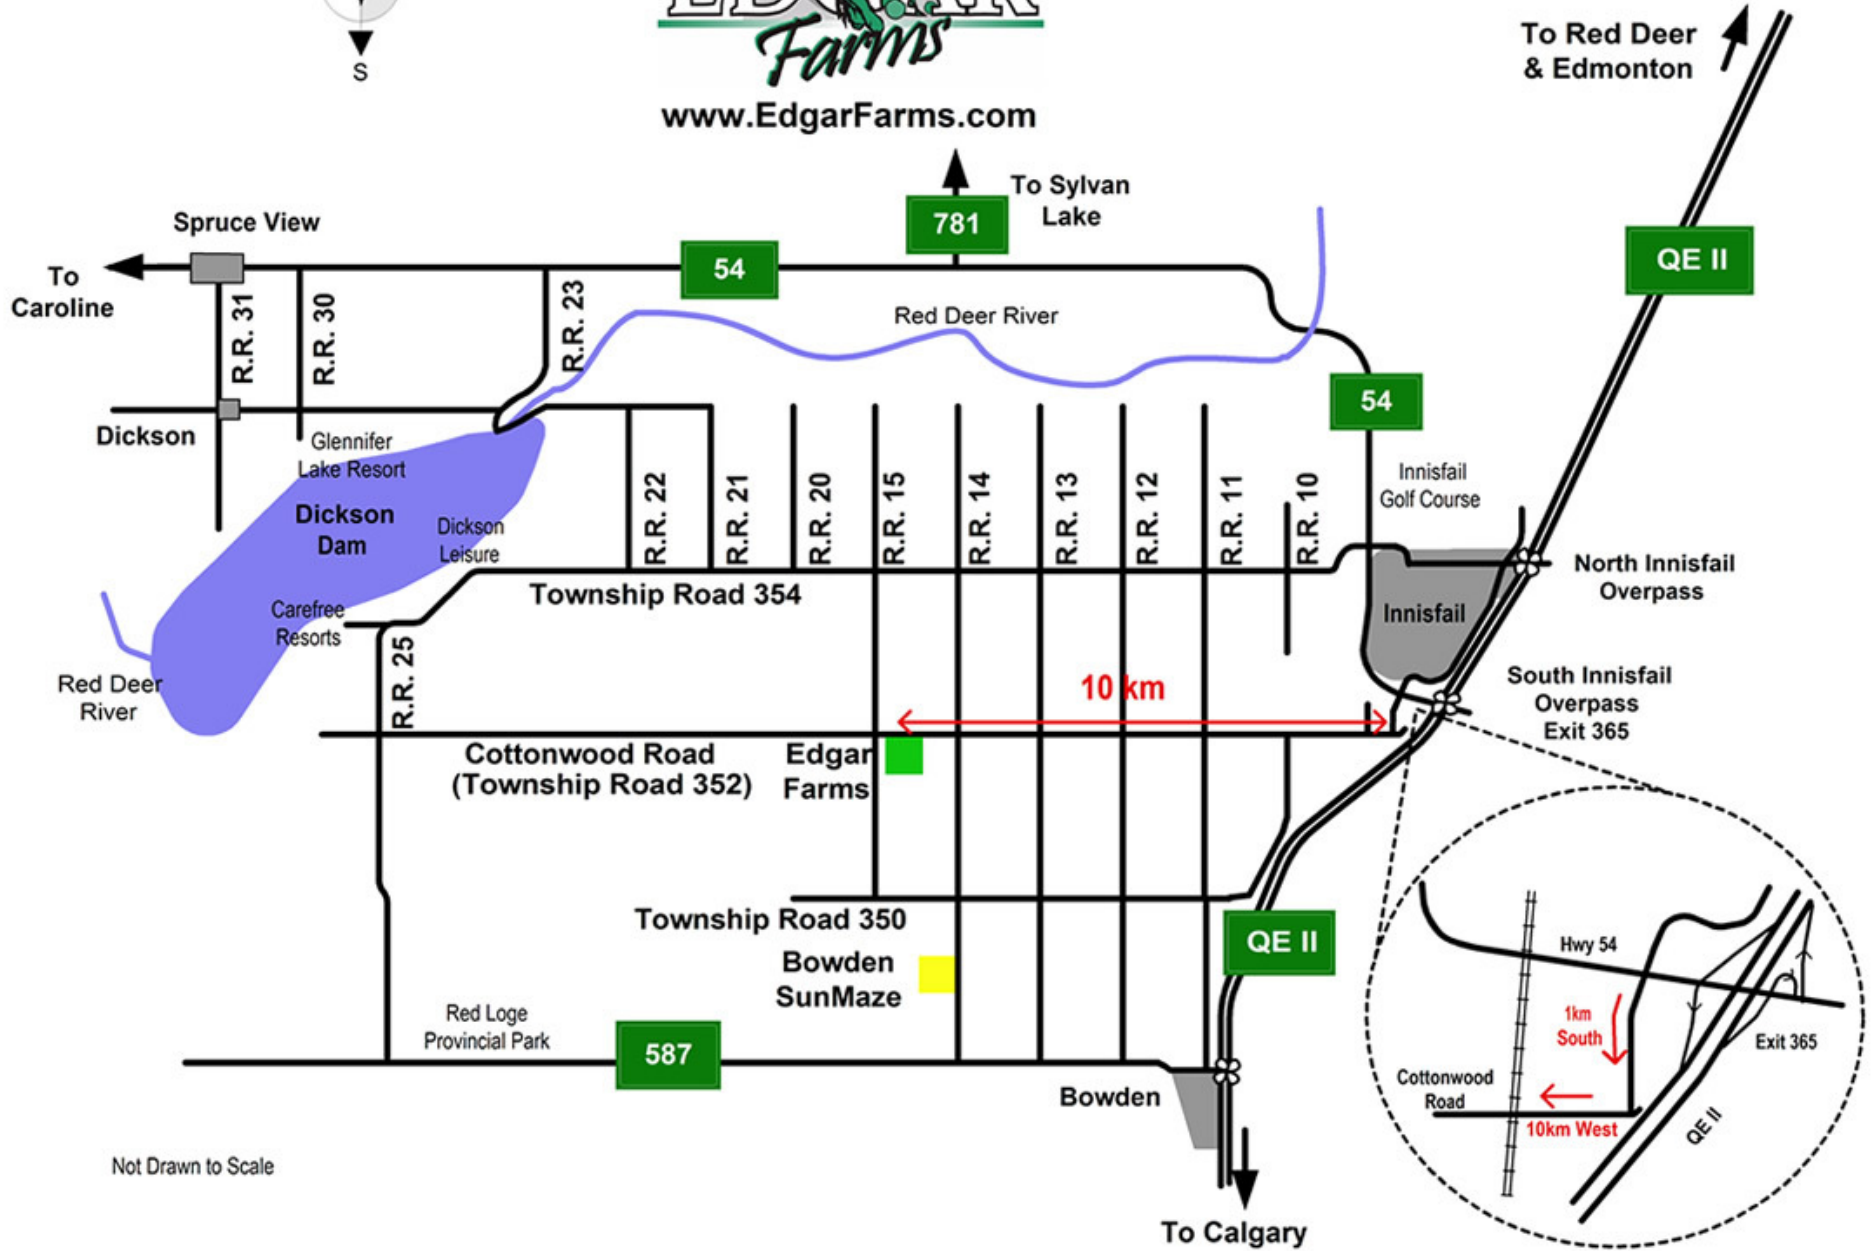 S
EDGAR
Farms
www.EdgarFarms.com
To Red Deer
& Edmonton
To Sylvan
Lake
781
Spruce View
54
QE II
To
Caroline
R.R. 31
R.R. 30
R.R. 23
Red Deer River
54
Dickson
Glennifer
Lake Resort
Dickson
Dam
Dickson
Leisure
R.R. 22
R.R. 21
R.R. 20
R.R. 15
R.R. 14
R.R. 13
R.R. 12
R.R. 11
R.R. 10
Innisfail
Golf Course
North Innisfail
Overpass
Township Road 354
Innisfail
Carefree
Resorts
R.R. 25
Red Deer
River
10 km
South Innisfail
Overpass
Exit 365
Cottonwood Road
(Township Road 352)
Edgar
Farms
Township Road 350
QE II
Bowden
SunMaze
Red Loge
Provincial Park
587
Bowden
Hwy 54
1km
South
Exit 365
Cottonwood
Road
10km West
QE II
Not Drawn to Scale
To Calgary